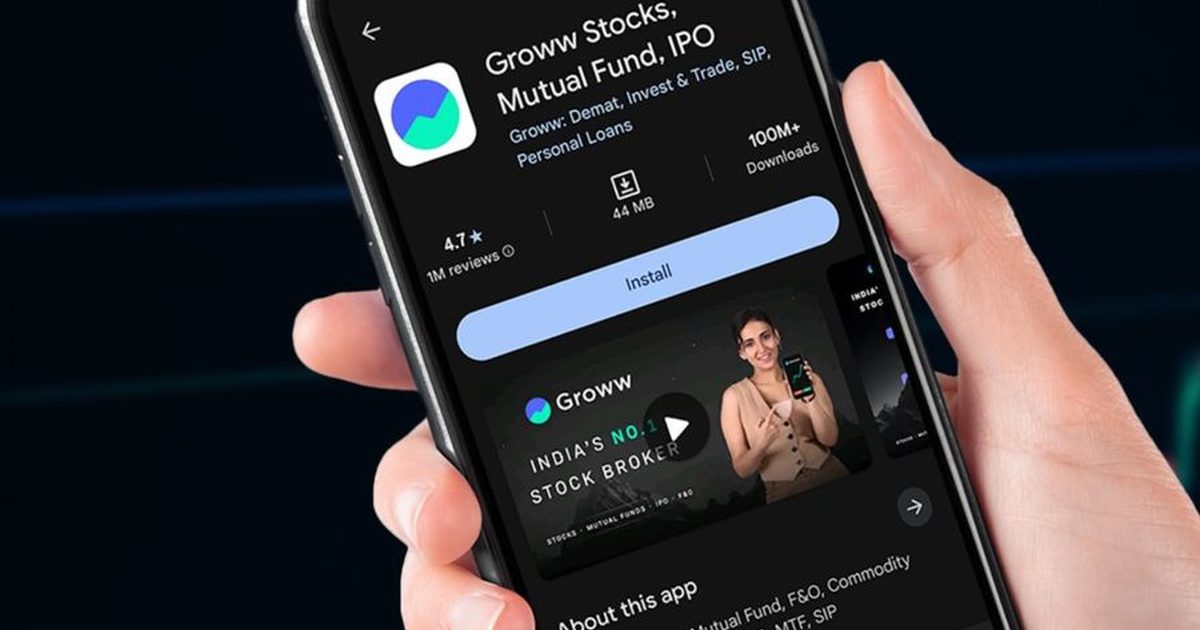 Groww Stocks,
Mutual Fund, IPO
Groww: Demat, Invest & Trade, SIP,
Personal Loans
4.7★
1M reviews
44 MB
100M+
Downloads
Install
Groww
INDIA'S NO.1
STOCK BROKER
STOCKS · MUTUAL FUNDS · IPO · F&O
INDIA'
STOC
About this app
Mutual Fund, F&O, Commodity
MTF, SIP